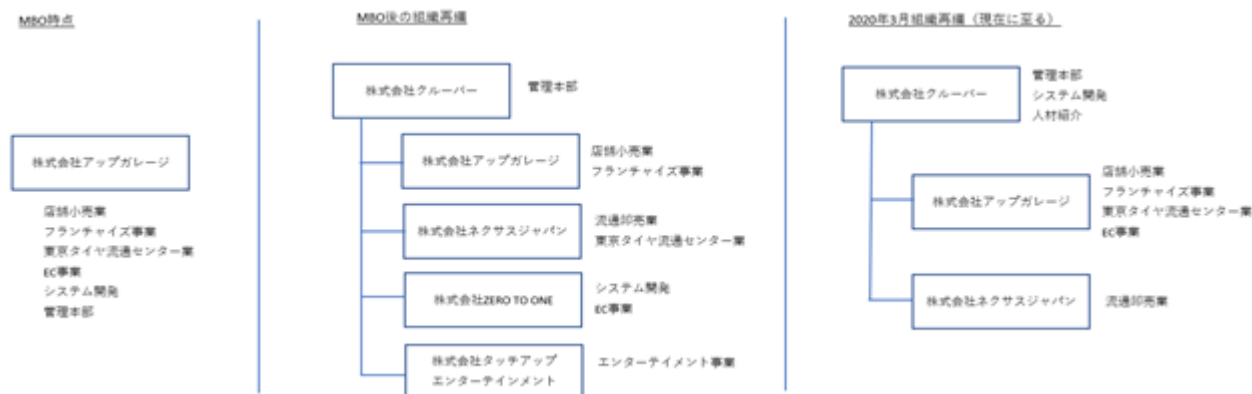 MBO時点
株式会社アップガレージ
店舗小売業
フランチャイズ事業
東京タイヤ流通センター業
EC事業
システム開発
管理本部
MBO後の組織再編
株式会社クルーバー
管理本部
株式会社アップガレージ
店舗小売業
フランチャイズ事業
株式会社ネクサスジャパン
流通卸売業
東京タイヤ流通センター業
株式会社ZERO TO ONE
システム開発
EC事業
株式会社タッチアップ
エンターテインメント
エンターテイメント事業
2020年3月組織再編（現在に至る）
株式会社クルーバー
管理本部
システム開発
人材紹介
株式会社アップガレージ
店舗小売業
フランチャイズ事業
東京タイヤ流通センター業
EC事業
株式会社ネクサスジャパン
流通卸売業